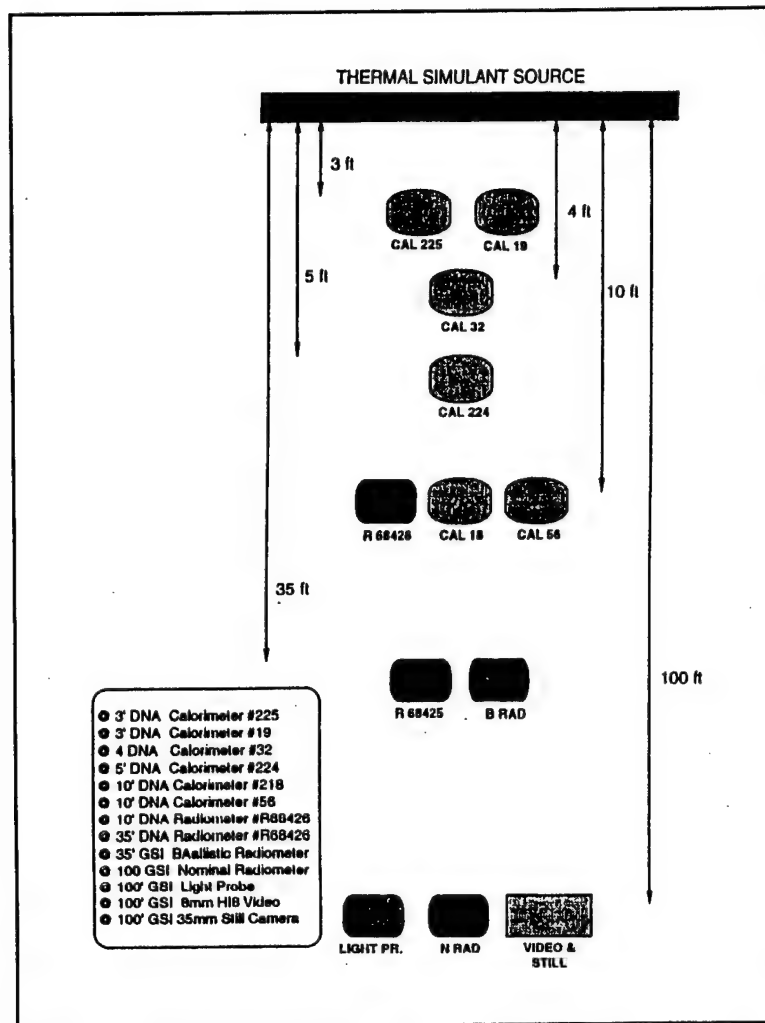 THERMAL SIMULANT SOURCE
3 ft
4 ft
CAL 225
CAL 19
5 ft
10 ft
CAL 32
CAL 224
R 68426
CAL 18
CAL 56
35 ft
100 ft
R 68425
B RAD
3' DNA Calorimeter #225
3' DNA Calorimeter #19
4 DNA Calorimeter #32
5' DNA Calorimeter #224
10' DNA Calorimeter #218
10' DNA Calorimeter #56
10' DNA Radiometer #R68426
35' DNA Radiometer #R68426
35' GSI BAallistic Radiometer
100 GSI Nominal Radiometer
100' GSI Light Probe
100' GSI 8mm HI8 Video
100' GSI 35mm Still Camera
LIGHT PR.
N RAD
VIDEO &
STILL